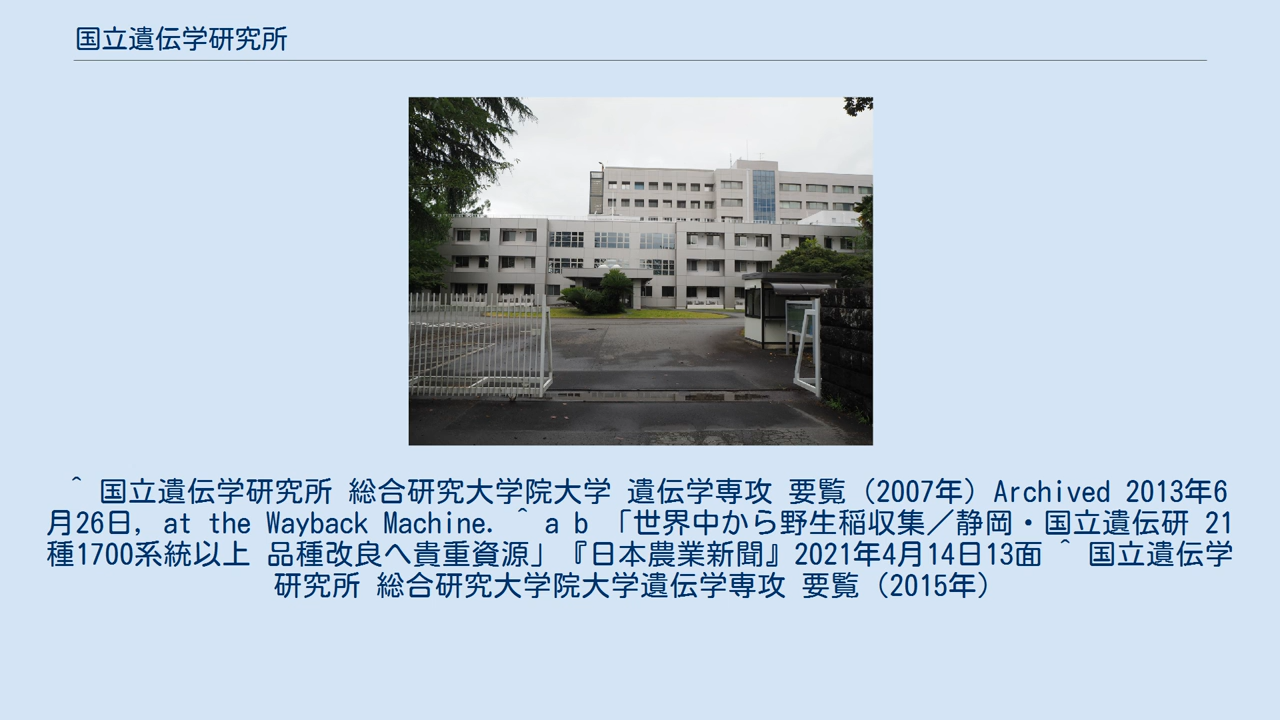 国立遺伝学研究所
^ 国立遺伝学研究所 総合研究大学院大学 遺伝学専攻 要覧（2007年）Archived 2013年6
月26日, at the Wayback Machine. ^ a b 「世界中から野生稲収集／静岡・国立遺伝研 21
種1700系統以上 品種改良へ貴重資源」『日本農業新聞』2021年4月14日13面 ^ 国立遺伝学
研究所 総合研究大学院大学遺伝学専攻 要覧（2015年）